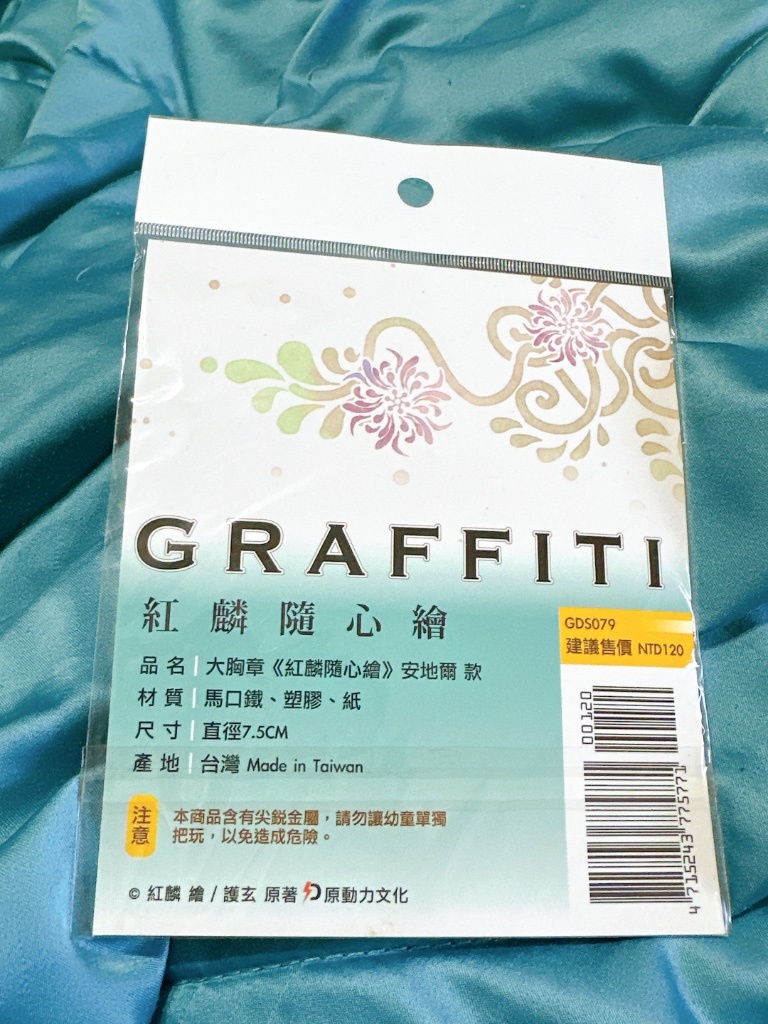 GRAFFITI
紅麟隨心繪
品名｜大胸章《紅麟隨心繪》安地爾 款
材質｜馬口鐵、塑膠、紙
尺寸｜直徑7.5CM
產地｜台灣 Made in Taiwan
注意
本商品含有尖銳金屬，請勿讓幼童單獨
把玩，以免造成危險。
© 紅麟 繪 / 護玄 原著 原動力文化
GDS079
建議售價 NTD120
00120
4 715243 775771